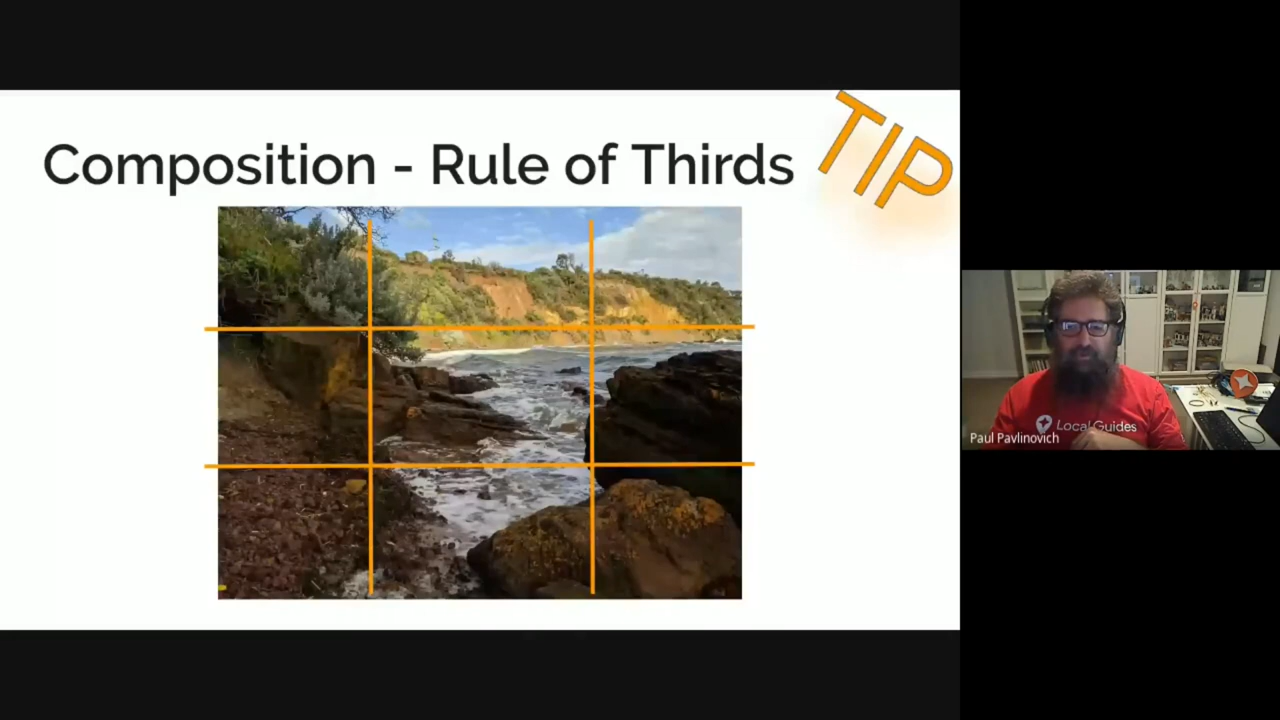 Composition - Rule of Thirds
TIP
Local Guides
Paul Pavlinovich